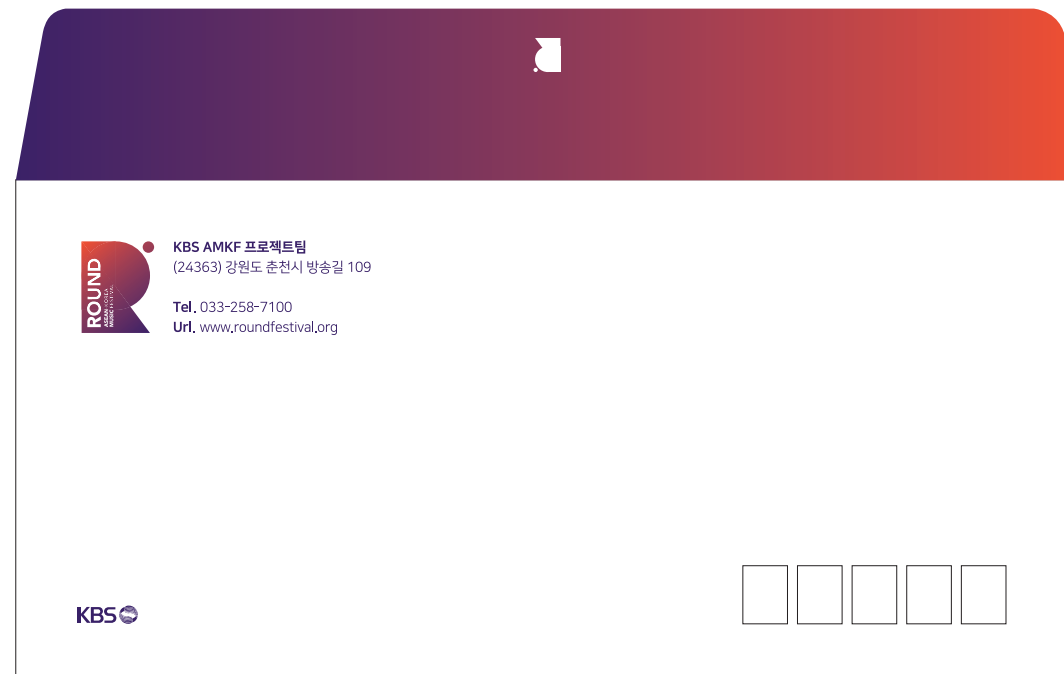 ROUND
ASEAN KOREA
MUSIC FESTIVAL
KBS AMKF 프로젝트팀
(24363) 강원도 춘천시 방송길 109
Tel. 033-258-7100
Url. www.roundfestival.org
KBS